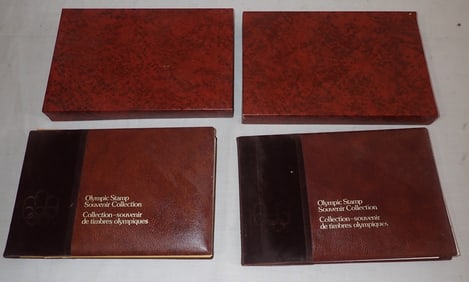 Olympic Stamp
Souvenir Collection
Collection-souvenir
de timbres olympiques
Olympic Stamp
Souvenir Collection
Collection-souvenir
de timbres olympiques